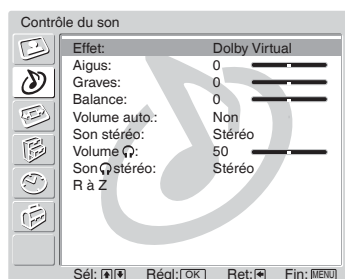 Contrôle du son
Effet: Dolby Virtual
Aigus: 0
Graves: 0
Balance: 0
Volume auto.: Non
Son stéréo: Stéréo
Volume 🎧: 50
Son 🎧 stéréo: Stéréo
R à Z
Sél: Régl: OK Ret: Fin: MENU